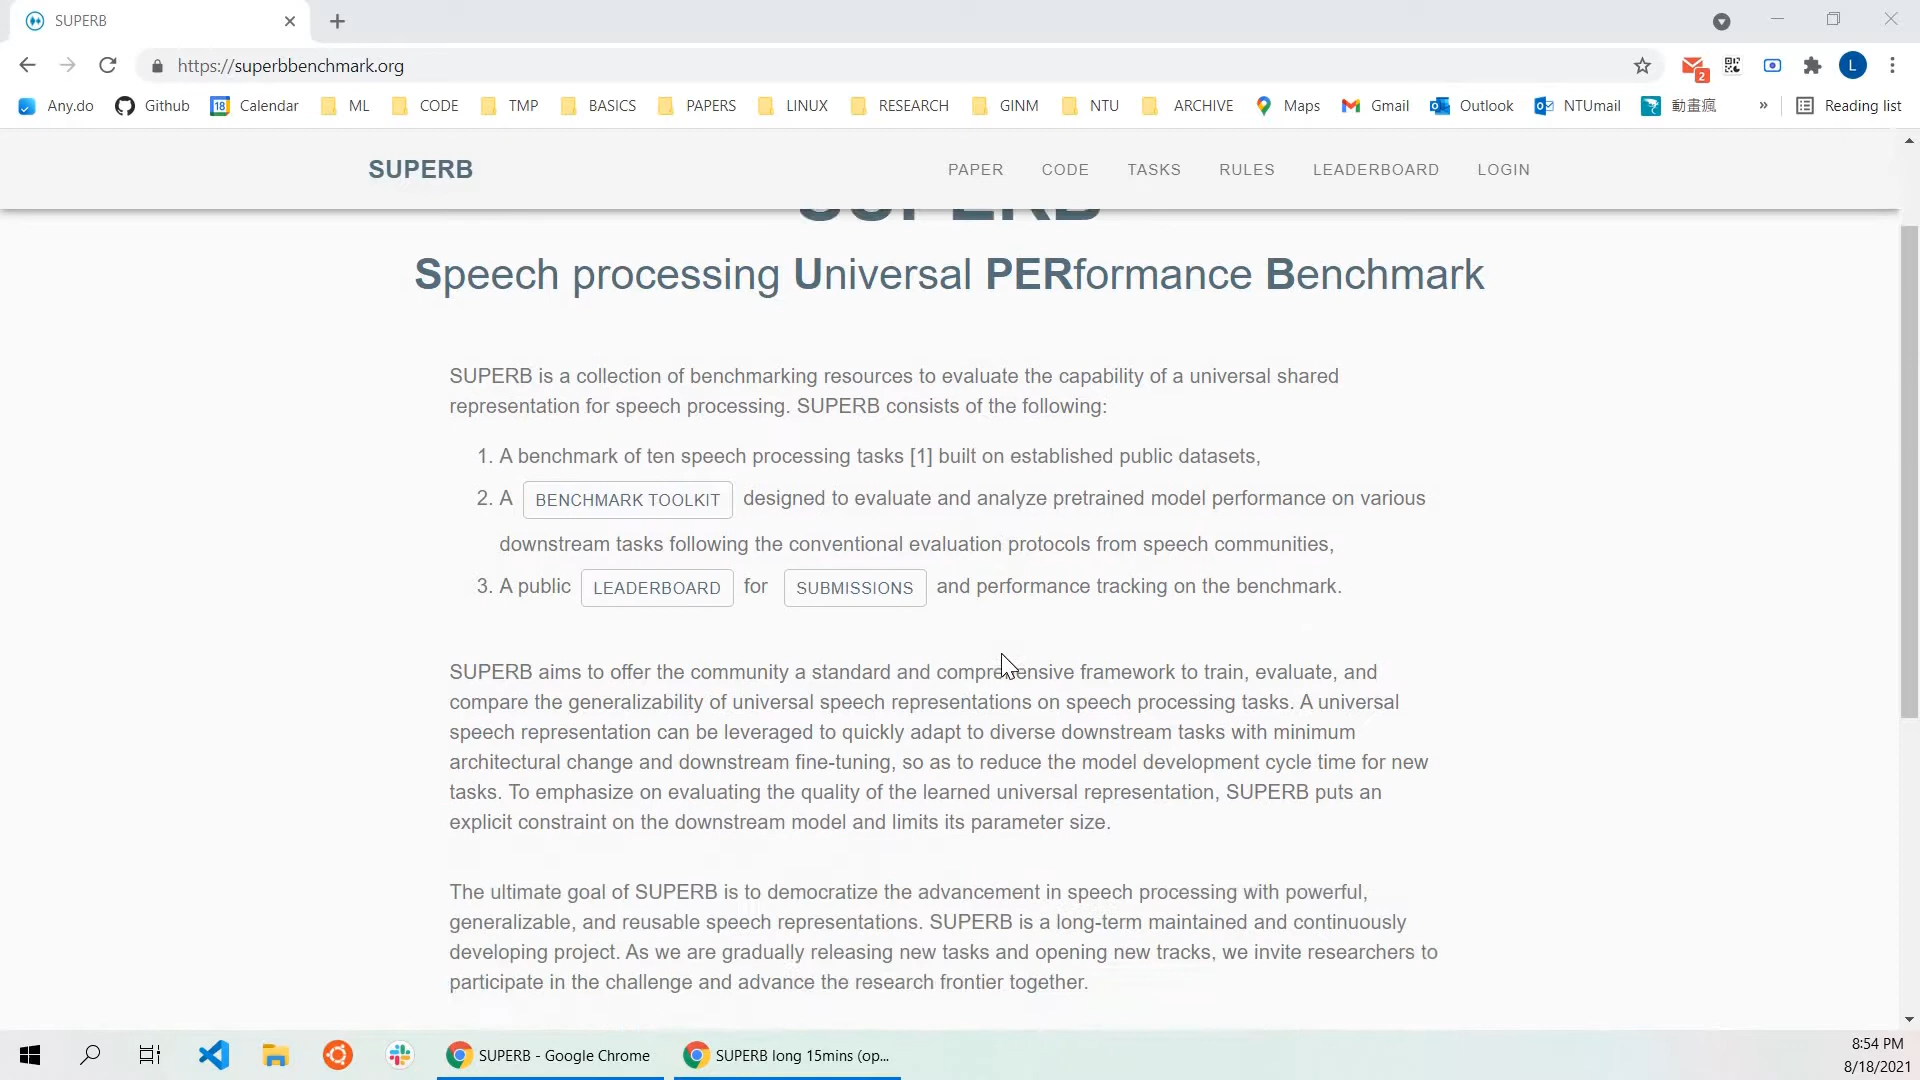 SUPERB
https://superbbenchmark.org
2
L
Any.do
Github
18
Calendar
ML
CODE
TMP
BASICS
PAPERS
LINUX
RESEARCH
GINM
NTU
ARCHIVE
Maps
Gmail
Outlook
NTUmail
動畫瘋
»
Reading list
SUPERB
PAPER
CODE
TASKS
RULES
LEADERBOARD
LOGIN
SUPERB
Speech processing Universal PERformance Benchmark
SUPERB is a collection of benchmarking resources to evaluate the capability of a universal shared
representation for speech processing. SUPERB consists of the following:
1. A benchmark of ten speech processing tasks [1] built on established public datasets,
2. A BENCHMARK TOOLKIT designed to evaluate and analyze pretrained model performance on various
downstream tasks following the conventional evaluation protocols from speech communities,
3. A public LEADERBOARD for SUBMISSIONS and performance tracking on the benchmark.
SUPERB aims to offer the community a standard and comprehensive framework to train, evaluate, and
compare the generalizability of universal speech representations on speech processing tasks. A universal
speech representation can be leveraged to quickly adapt to diverse downstream tasks with minimum
architectural change and downstream fine-tuning, so as to reduce the model development cycle time for new
tasks. To emphasize on evaluating the quality of the learned universal representation, SUPERB puts an
explicit constraint on the downstream model and limits its parameter size.
The ultimate goal of SUPERB is to democratize the advancement in speech processing with powerful,
generalizable, and reusable speech representations. SUPERB is a long-term maintained and continuously
developing project. As we are gradually releasing new tasks and opening new tracks, we invite researchers to
participate in the challenge and advance the research frontier together.
SUPERB - Google Chrome
SUPERB long 15mins (op...
8:54 PM
8/18/2021